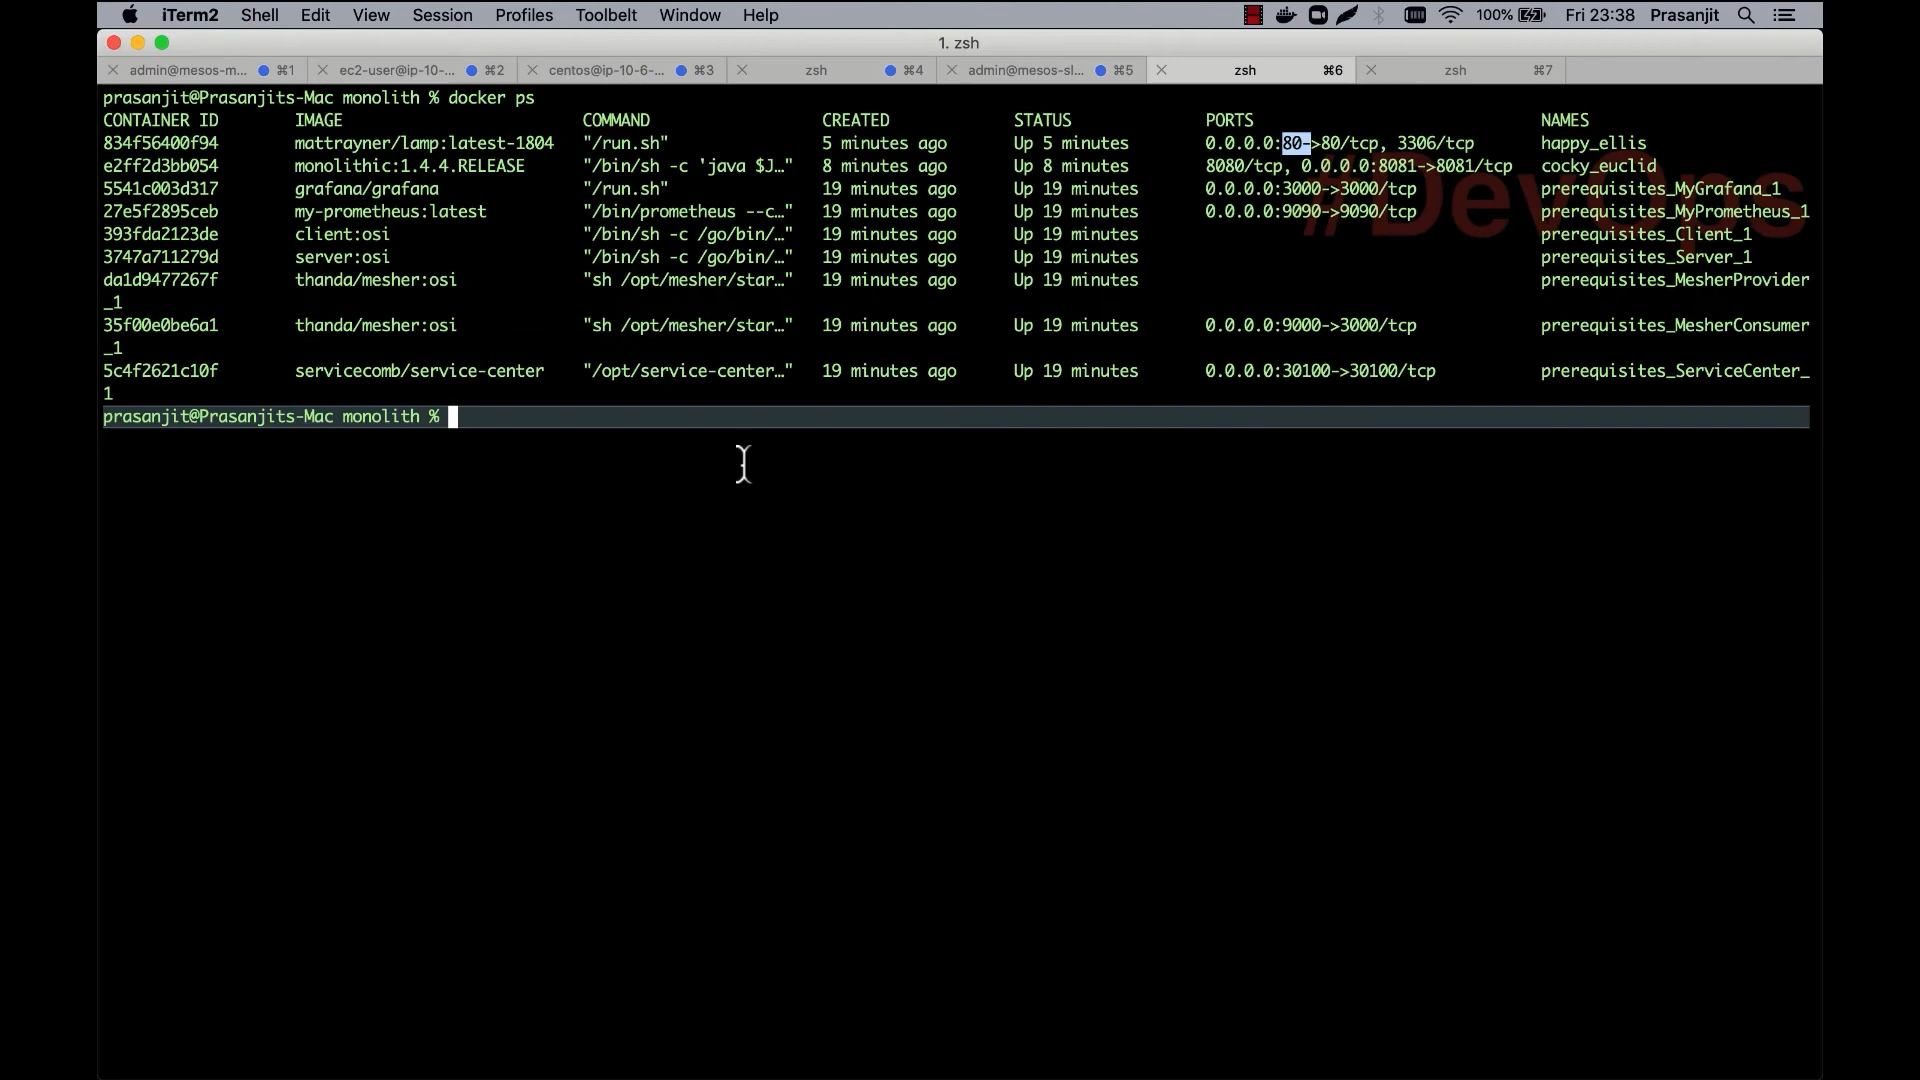 iTerm2 Shell Edit View Session Profiles Toolbelt Window Help 100% Fri 23:38 Prasanjit
1. zsh
admin@mesos-m... ⌘1 ec2-user@ip-10-... ⌘2 centos@ip-10-6-... ⌘3 zsh ⌘4 admin@mesos-sl... ⌘5 zsh ⌘6 zsh ⌘7
prasanjit@Prasanjits-Mac monolith % docker ps
CONTAINER ID IMAGE COMMAND CREATED STATUS PORTS NAMES
834f56400f94 mattrayner/lamp:latest-1804 "/run.sh" 5 minutes ago Up 5 minutes 0.0.0.0:80->80/tcp, 3306/tcp happy_ellis
e2ff2d3bb054 monolithic:1.4.4.RELEASE "/bin/sh -c 'java $J…" 8 minutes ago Up 8 minutes 8080/tcp, 0.0.0.0:8081->8081/tcp cocky_euclid
5541c003d317 grafana/grafana "/run.sh" 19 minutes ago Up 19 minutes 0.0.0.0:3000->3000/tcp prerequisites_MyGrafana_1
27e5f2895ceb my-prometheus:latest "/bin/prometheus --c…" 19 minutes ago Up 19 minutes 0.0.0.0:9090->9090/tcp prerequisites_MyPrometheus_1
#DevOps
393fda2123de client:osi "/bin/sh -c /go/bin/…" 19 minutes ago Up 19 minutes prerequisites_Client_1
3747a711279d server:osi "/bin/sh -c /go/bin/…" 19 minutes ago Up 19 minutes prerequisites_Server_1
da1d9477267f thanda/mesher:osi "sh /opt/mesher/star…" 19 minutes ago Up 19 minutes prerequisites_MesherProvider
_1
35f00e0be6a1 thanda/mesher:osi "sh /opt/mesher/star…" 19 minutes ago Up 19 minutes 0.0.0.0:9000->3000/tcp prerequisites_MesherConsumer
_1
5c4f2621c10f servicecomb/service-center "/opt/service-center…" 19 minutes ago Up 19 minutes 0.0.0.0:30100->30100/tcp prerequisites_ServiceCenter_
1
prasanjit@Prasanjits-Mac monolith %